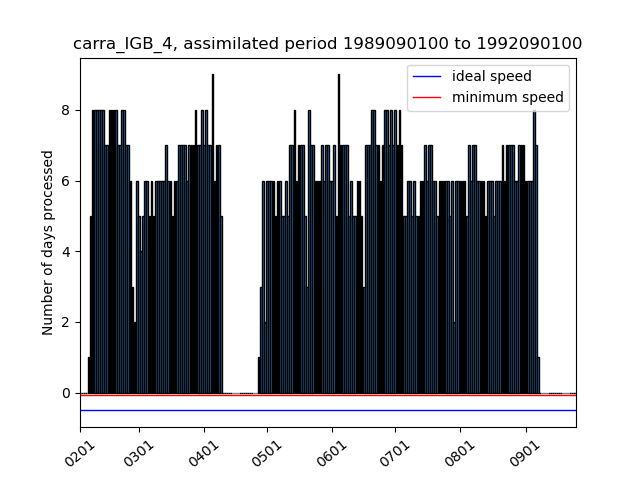 carra_IGB_4, assimilated period 1989090100 to 1992090100
ideal speed
minimum speed
Number of days processed
8
6
4
2
0
0201 0301 0401 0501 0601 0701 0801 0901